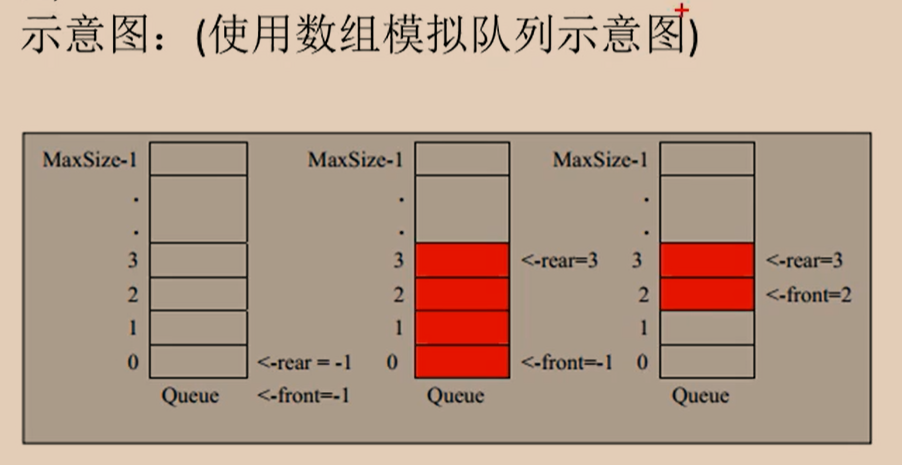 示意图：(使用数组模拟队列示意图)
MaxSize-1 MaxSize-1 MaxSize-1
. . .
. . .
3 3 <-rear=3 3 <-rear=3
2 2 2 <-front=2
1 1 1
0 <-rear = -1 0 <-front=-1 0
Queue <-front=-1 Queue Queue